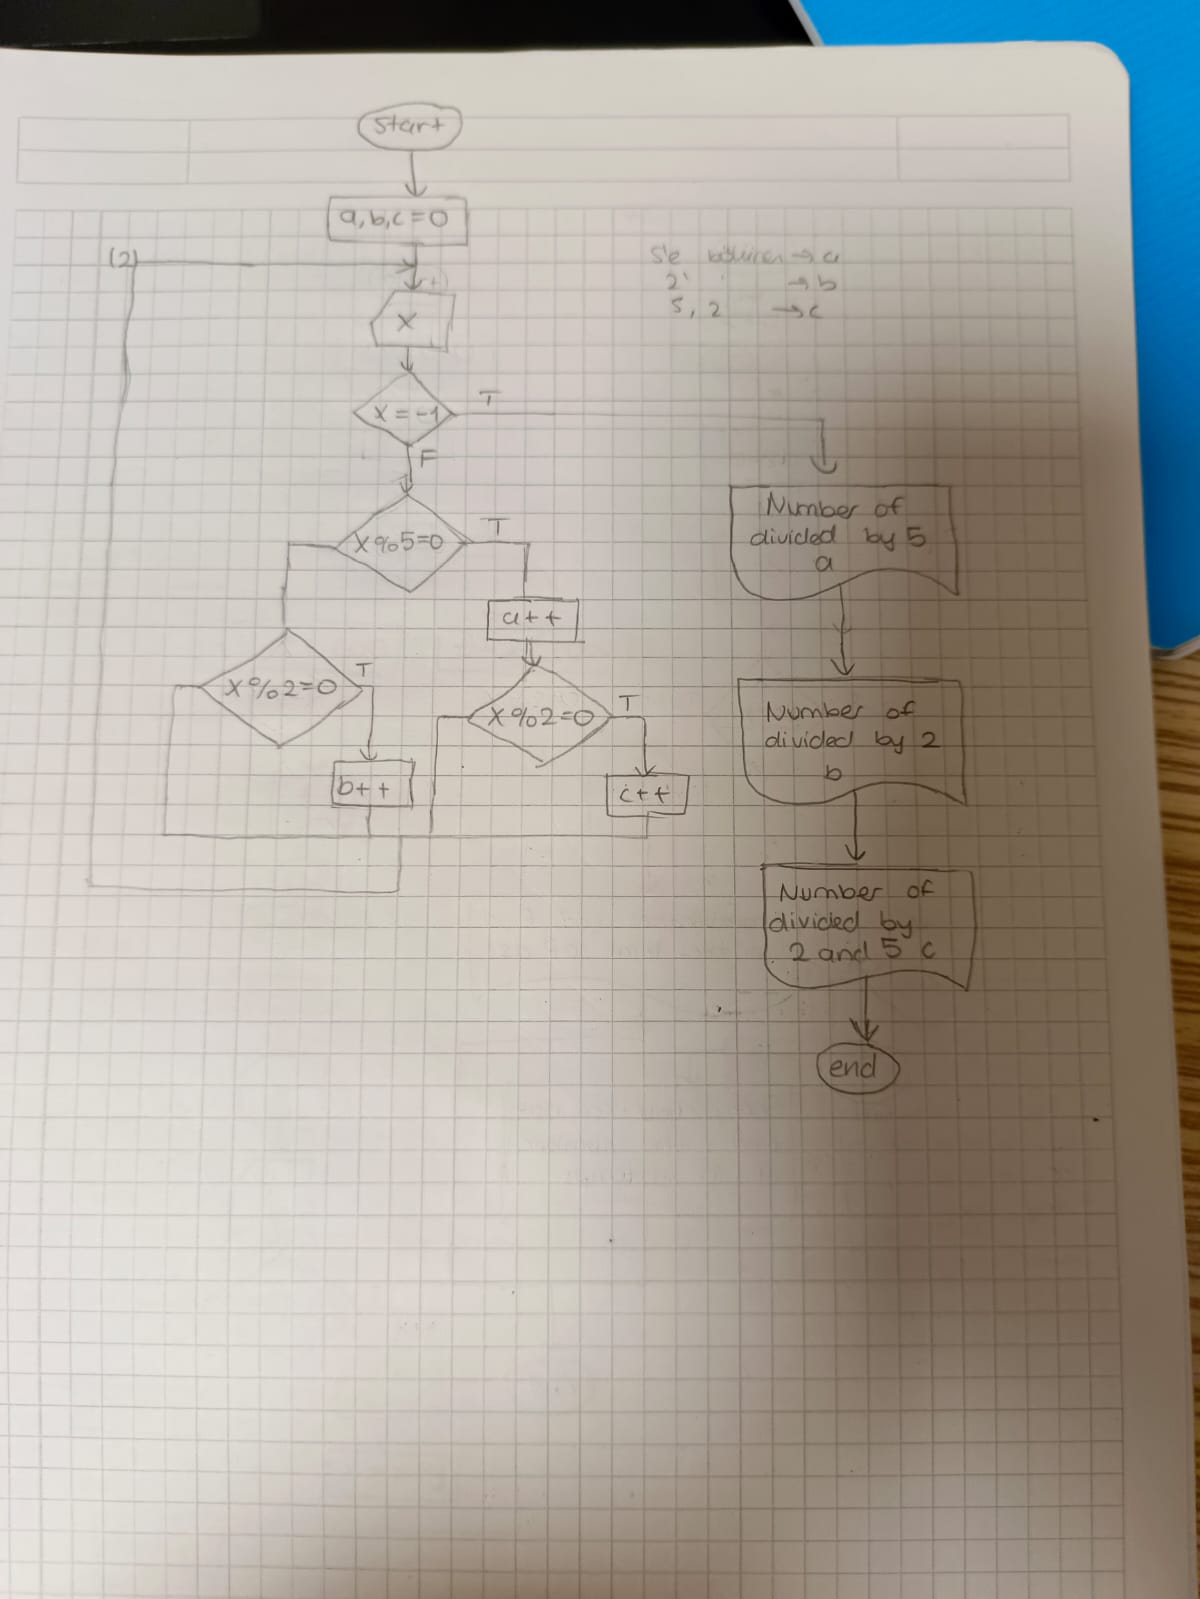 start
a, b, c = 0
(2)
5'e bölünen → a
2' → b
5, 2 → c
X
X = -1
T
F
X % 5 = 0
T
a++
X % 2 = 0
T
X % 2 = 0
T
b++
c++
Number of
divided by 5
a
Number of
divided by 2
b
Number of
divided by
2 and 5 c
end